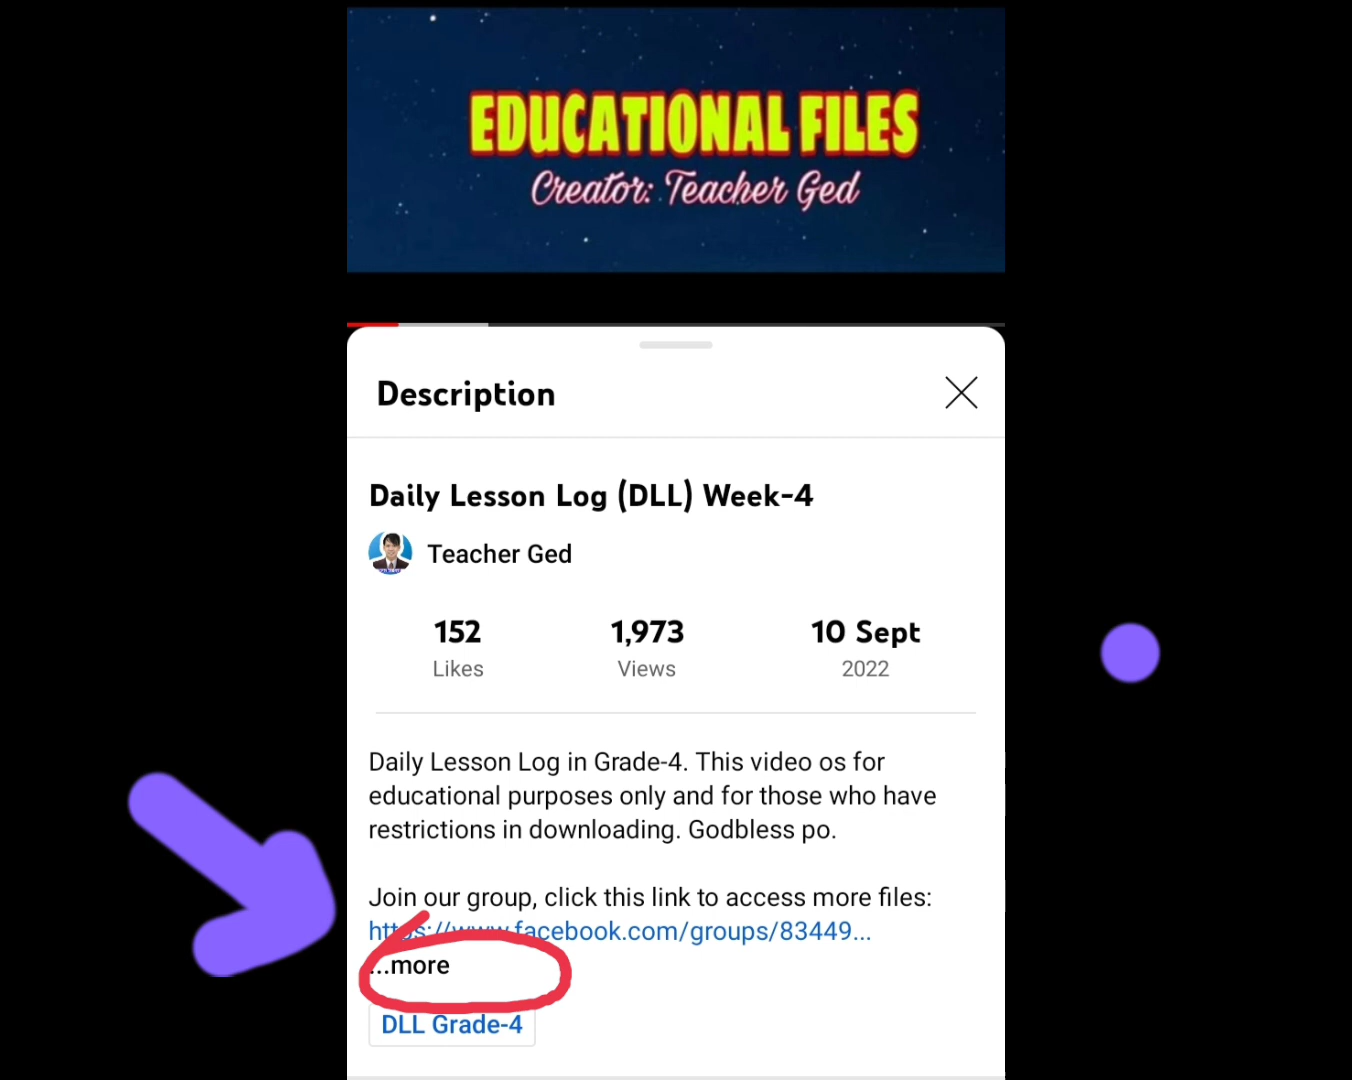 EDUCATIONAL FILES
Creator: Teacher Ged
Description
Daily Lesson Log (DLL) Week-4
Teacher Ged
152
Likes
1,973
Views
10 Sept
2022
Daily Lesson Log in Grade-4. This video os for
educational purposes only and for those who have
restrictions in downloading. Godbless po.
Join our group, click this link to access more files:
https://www.facebook.com/groups/83449...
...more
DLL Grade-4